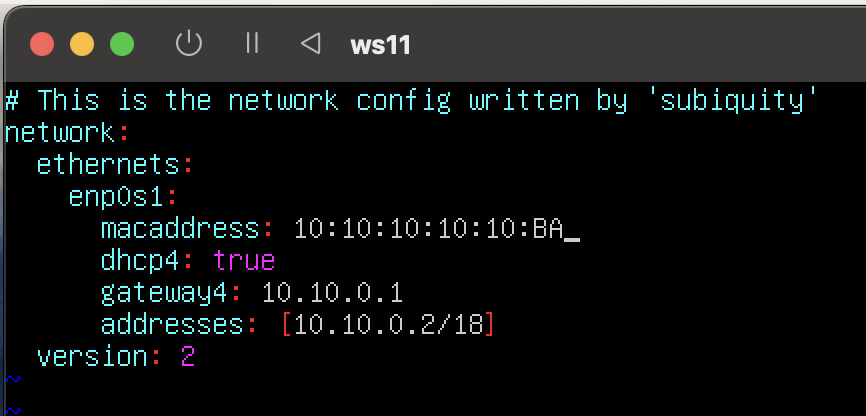 ws11
# This is the network config written by 'subiquity'
network:
  ethernets:
    enp0s1:
      macaddress: 10:10:10:10:10:BA_
      dhcp4: true
      gateway4: 10.10.0.1
      addresses: [10.10.0.2/18]
  version: 2
~
~